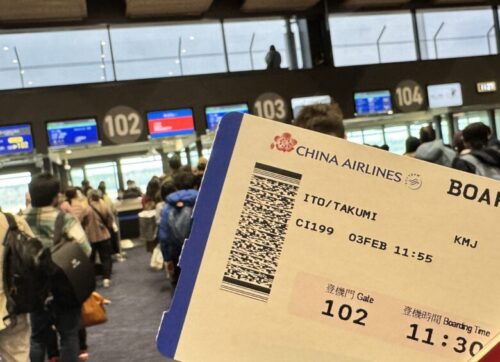 102
103
104
CHINA AIRLINES
BOAR
ITO/TAKUMI
CI199 03FEB 11:55
KMJ
登機門 Gate
102
登機時間 Boarding Time
11:30